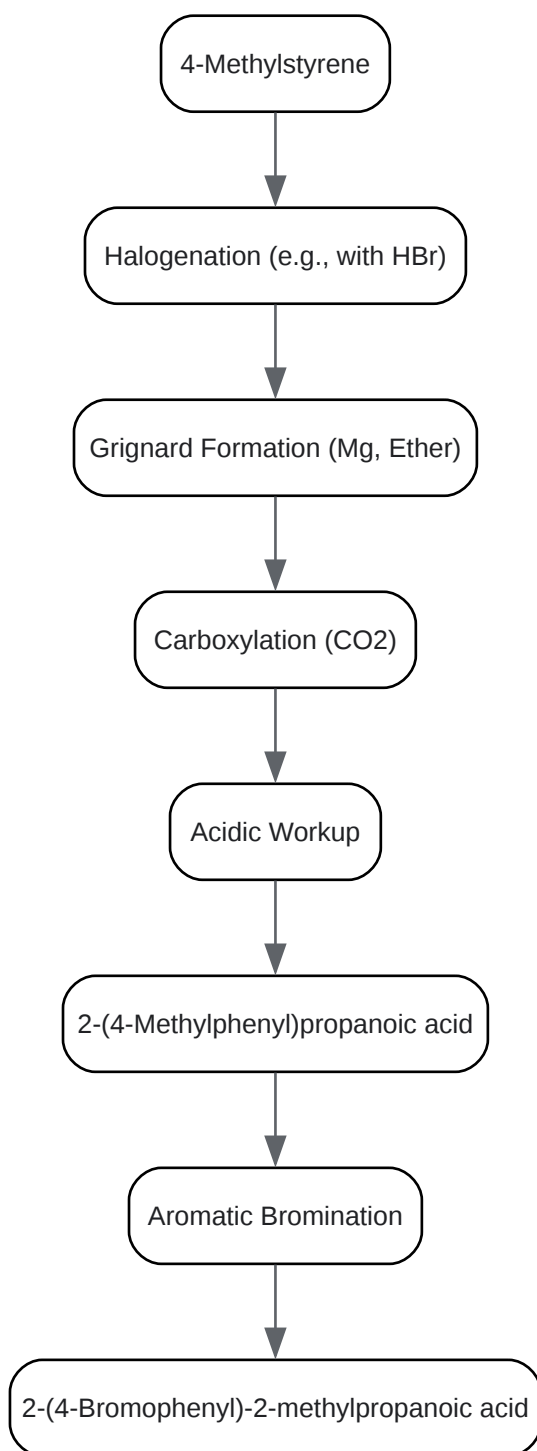 4-Methylstyrene
Halogenation (e.g., with HBr)
Grignard Formation (Mg, Ether)
Carboxylation (CO2)
Acidic Workup
2-(4-Methylphenyl)propanoic acid
Aromatic Bromination
2-(4-Bromophenyl)-2-methylpropanoic acid